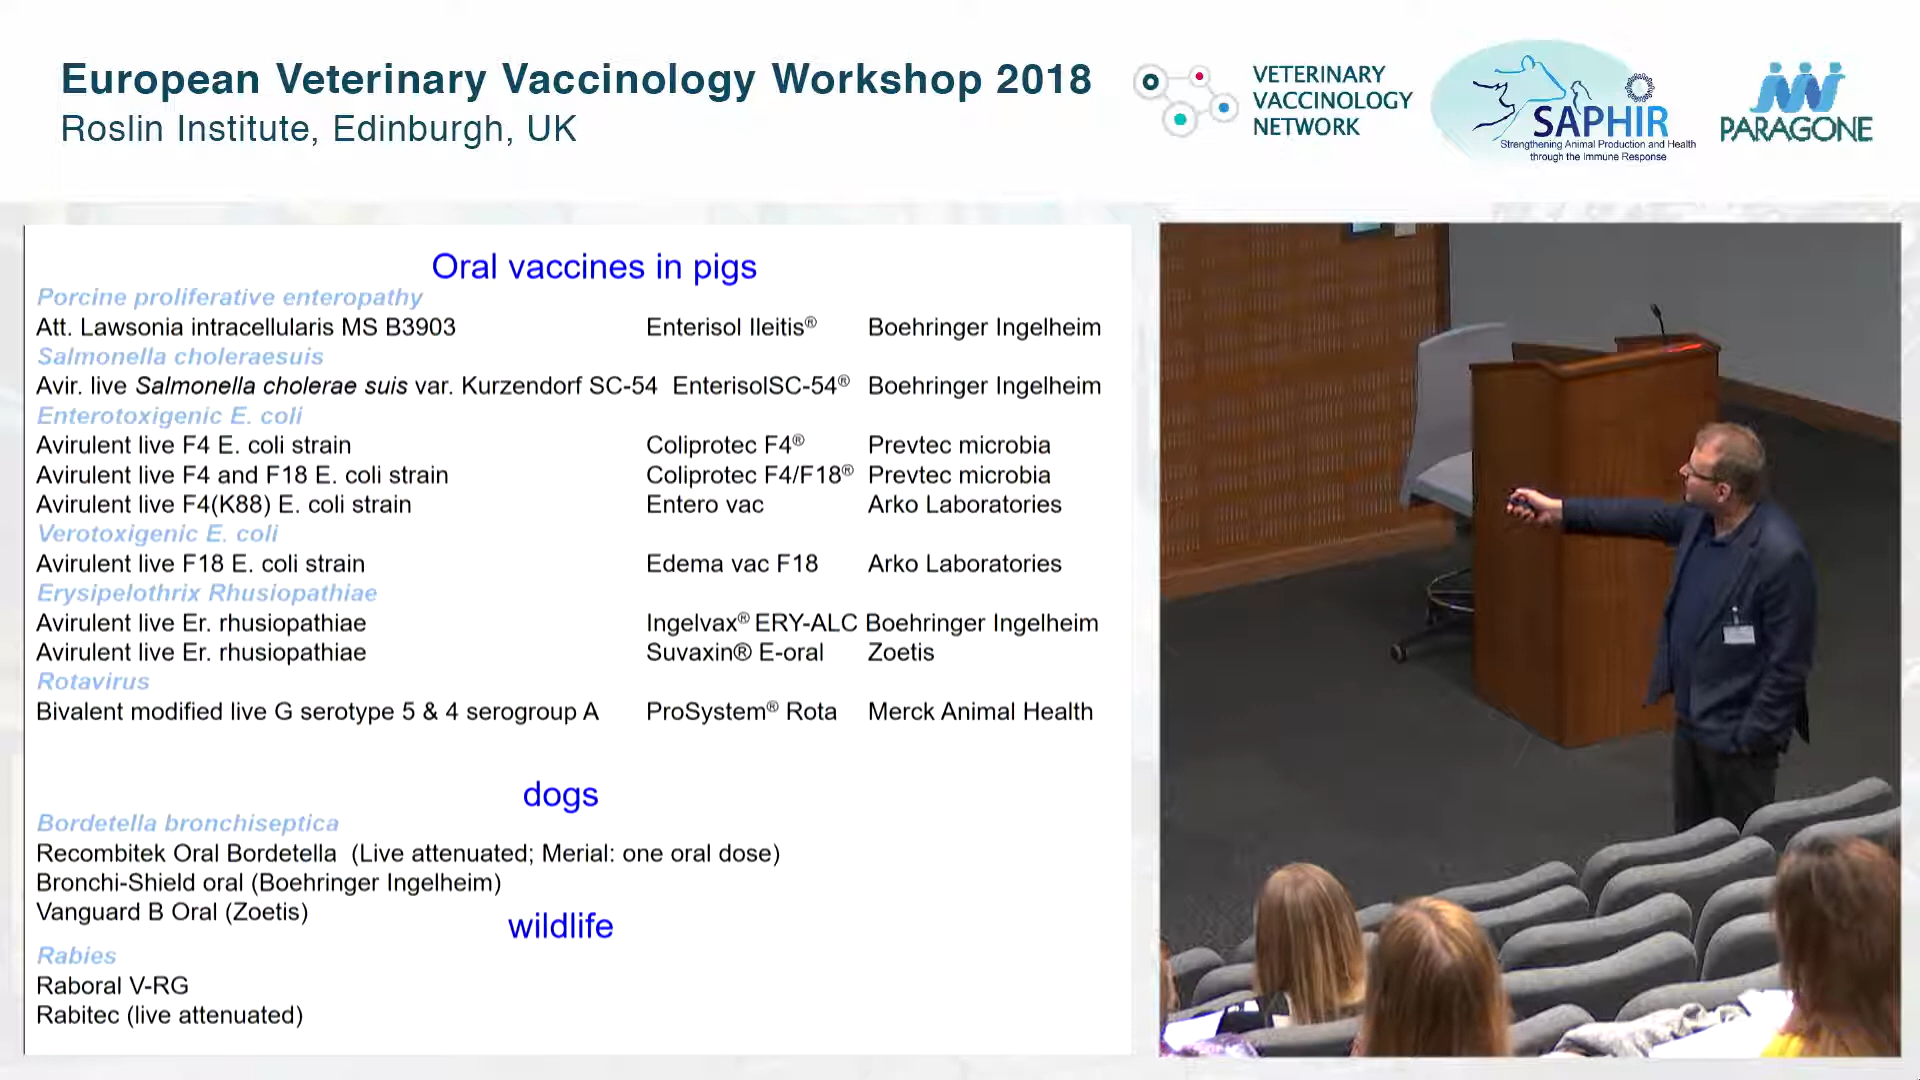 European Veterinary Vaccinology Workshop 2018
Roslin Institute, Edinburgh, UK
VETERINARY
VACCINOLOGY
NETWORK
SAPHIR
Strengthening Animal Production and Health
through the Immune Response
PARAGONE
Oral vaccines in pigs
Porcine proliferative enteropathy
Att. Lawsonia intracellularis MS B3903 Enterisol Ileitis® Boehringer Ingelheim
Salmonella choleraesuis
Avir. live Salmonella cholerae suis var. Kurzendorf SC-54 EnterisolSC-54® Boehringer Ingelheim
Enterotoxigenic E. coli
Avirulent live F4 E. coli strain Coliprotec F4® Prevtec microbia
Avirulent live F4 and F18 E. coli strain Coliprotec F4/F18® Prevtec microbia
Avirulent live F4(K88) E. coli strain Entero vac Arko Laboratories
Verotoxigenic E. coli
Avirulent live F18 E. coli strain Edema vac F18 Arko Laboratories
Erysipelothrix Rhusiopathiae
Avirulent live Er. rhusiopathiae Ingelvax® ERY-ALC Boehringer Ingelheim
Avirulent live Er. rhusiopathiae Suvaxin® E-oral Zoetis
Rotavirus
Bivalent modified live G serotype 5 & 4 serogroup A ProSystem® Rota Merck Animal Health
dogs
Bordetella bronchiseptica
Recombitek Oral Bordetella (Live attenuated; Merial: one oral dose)
Bronchi-Shield oral (Boehringer Ingelheim)
Vanguard B Oral (Zoetis)
wildlife
Rabies
Raboral V-RG
Rabitec (live attenuated)